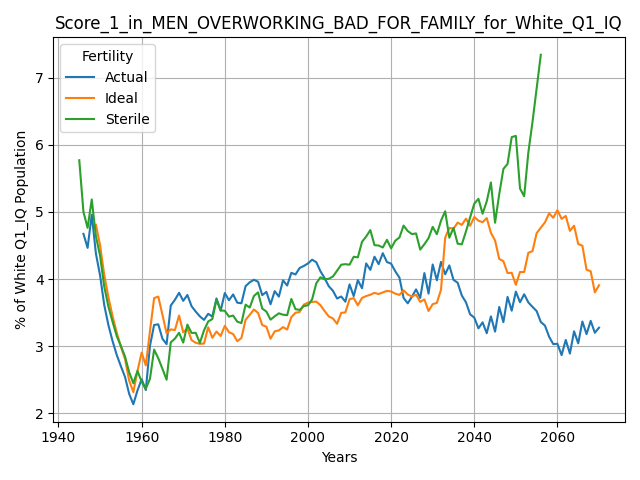 Score_1_in_MEN_OVERWORKING_BAD_FOR_FAMILY_for_White_Q1_IQ
Fertility
Actual
Ideal
Sterile
% of White Q1_IQ Population
7
6
5
4
3
2
1940 1960 1980 2000 2020 2040 2060
Years